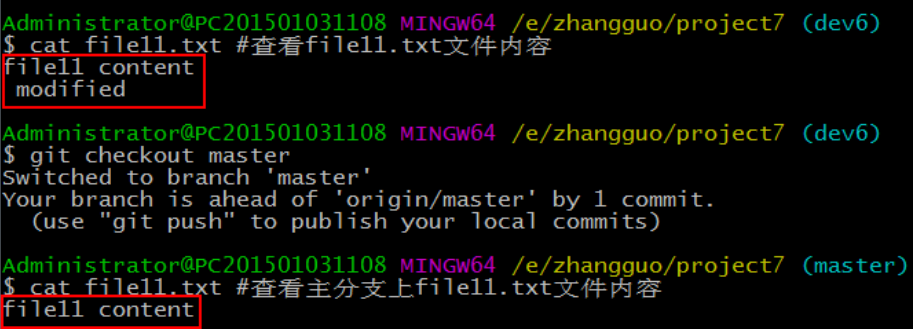 Administrator@PC201501031108 MINGW64 /e/zhangguo/project7 (dev6)
$ cat file11.txt #查看file11.txt文件内容
file11 content
 modified
Administrator@PC201501031108 MINGW64 /e/zhangguo/project7 (dev6)
$ git checkout master
Switched to branch 'master'
Your branch is ahead of 'origin/master' by 1 commit.
  (use "git push" to publish your local commits)
Administrator@PC201501031108 MINGW64 /e/zhangguo/project7 (master)
$ cat file11.txt #查看主分支上file11.txt文件内容
file11 content